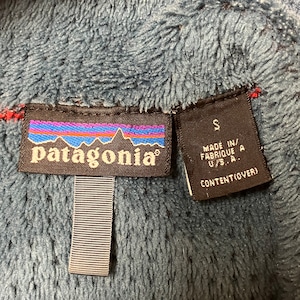 patagonia®
S
MADE IN/
FABRIQUE A
U.S.A.
CONTENT(OVER)